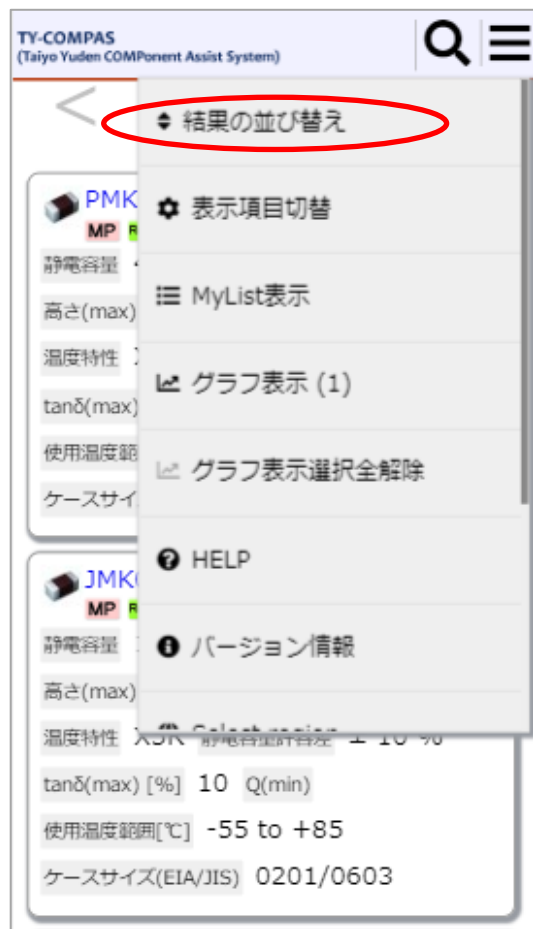 TY-COMPAS
(Taiyo Yuden COMPonent Assist System)
結果の並び替え
表示項目切替
MyList表示
グラフ表示 (1)
グラフ表示選択全解除
HELP
バージョン情報
PMK
MP
静電容量
高さ(max)
温度特性
tanδ(max)
使用温度範
ケースサイ
JMK
MP
静電容量
高さ(max)
温度特性 X5R 静電容量許容差 ± 10 %
tanδ(max) [%] 10 Q(min)
使用温度範囲[℃] -55 to +85
ケースサイズ(EIA/JIS) 0201/0603